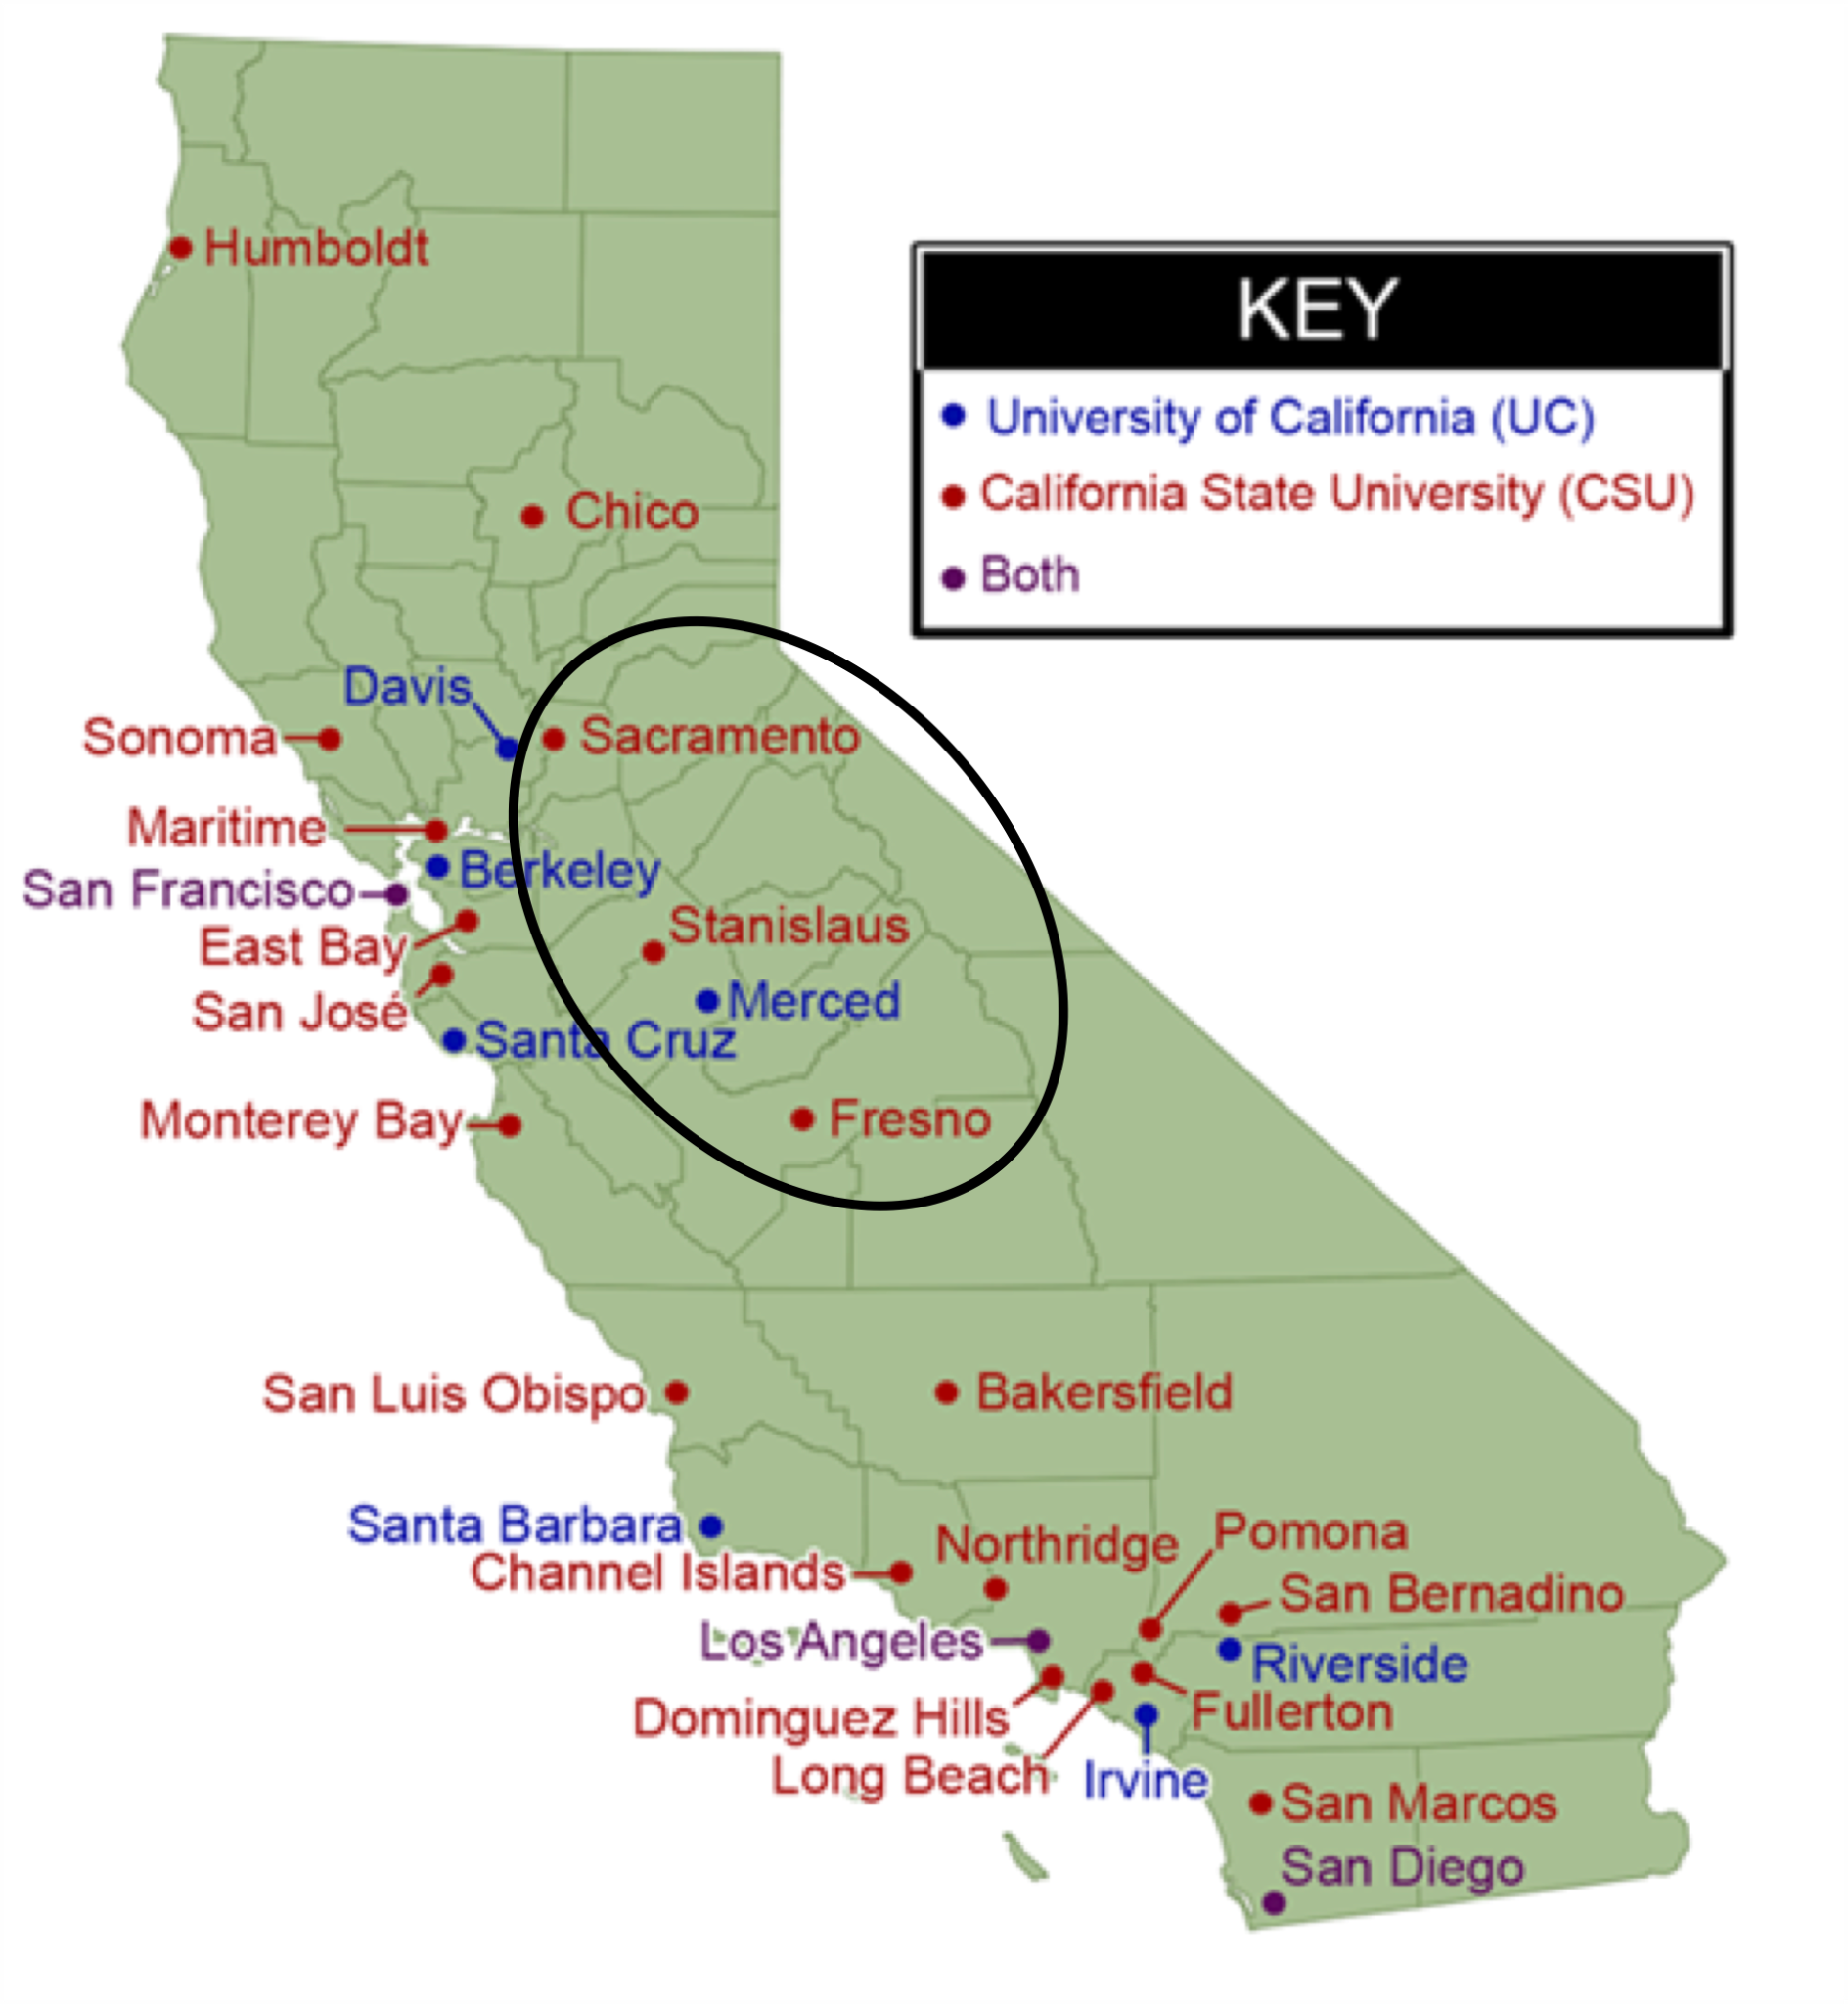 Humboldt
KEY
University of California (UC)
California State University (CSU)
Both
Chico
Davis
Sonoma
Sacramento
Maritime
Berkeley
San Francisco
East Bay
Stanislaus
San José
Merced
Santa Cruz
Monterey Bay
Fresno
San Luis Obispo
Bakersfield
Santa Barbara
Northridge
Pomona
Channel Islands
San Bernadino
Los Angeles
Riverside
Dominguez Hills
Fullerton
Long Beach
Irvine
San Marcos
San Diego